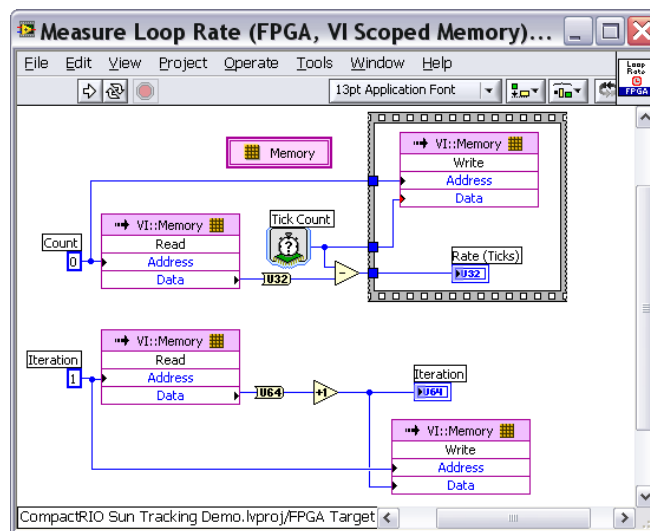 Measure Loop Rate (FPGA, VI Scoped Memory)...
File Edit View Project Operate Tools Window Help
Loop
Rate
FPGA
13pt Application Font
Memory
VI::Memory
Write
Address
Data
Tick Count
VI::Memory
Read
Address
Data
Count
0
U32
Rate (Ticks)
U32
VI::Memory
Read
Address
Data
Iteration
1
U64
+1
Iteration
U64
VI::Memory
Write
Address
Data
CompactRIO Sun Tracking Demo.lvproj/FPGA Target